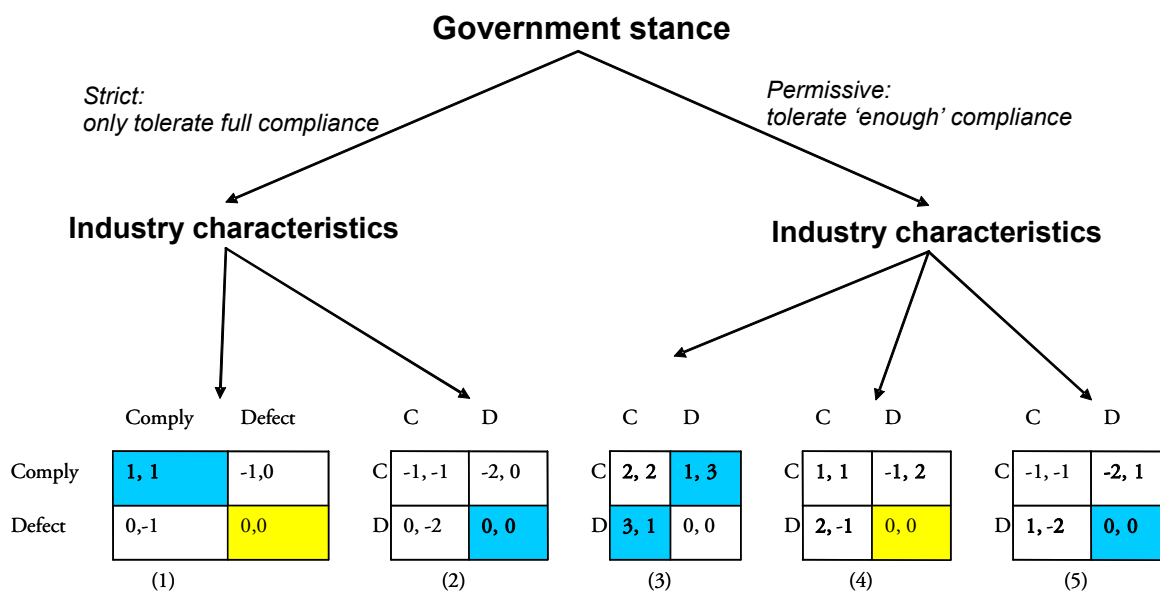 Government stance
Strict:
only tolerate full compliance
Permissive:
tolerate ‘enough’ compliance
Industry characteristics
Industry characteristics
Comply Defect
Comply 1, 1 -1,0
Defect 0,-1 0,0
(1)
C D
C -1, -1 -2, 0
D 0, -2 0, 0
(2)
C D
C 2, 2 1, 3
D 3, 1 0, 0
(3)
C D
C 1, 1 -1, 2
D 2, -1 0, 0
(4)
C D
C -1, -1 -2, 1
D 1, -2 0, 0
(5)